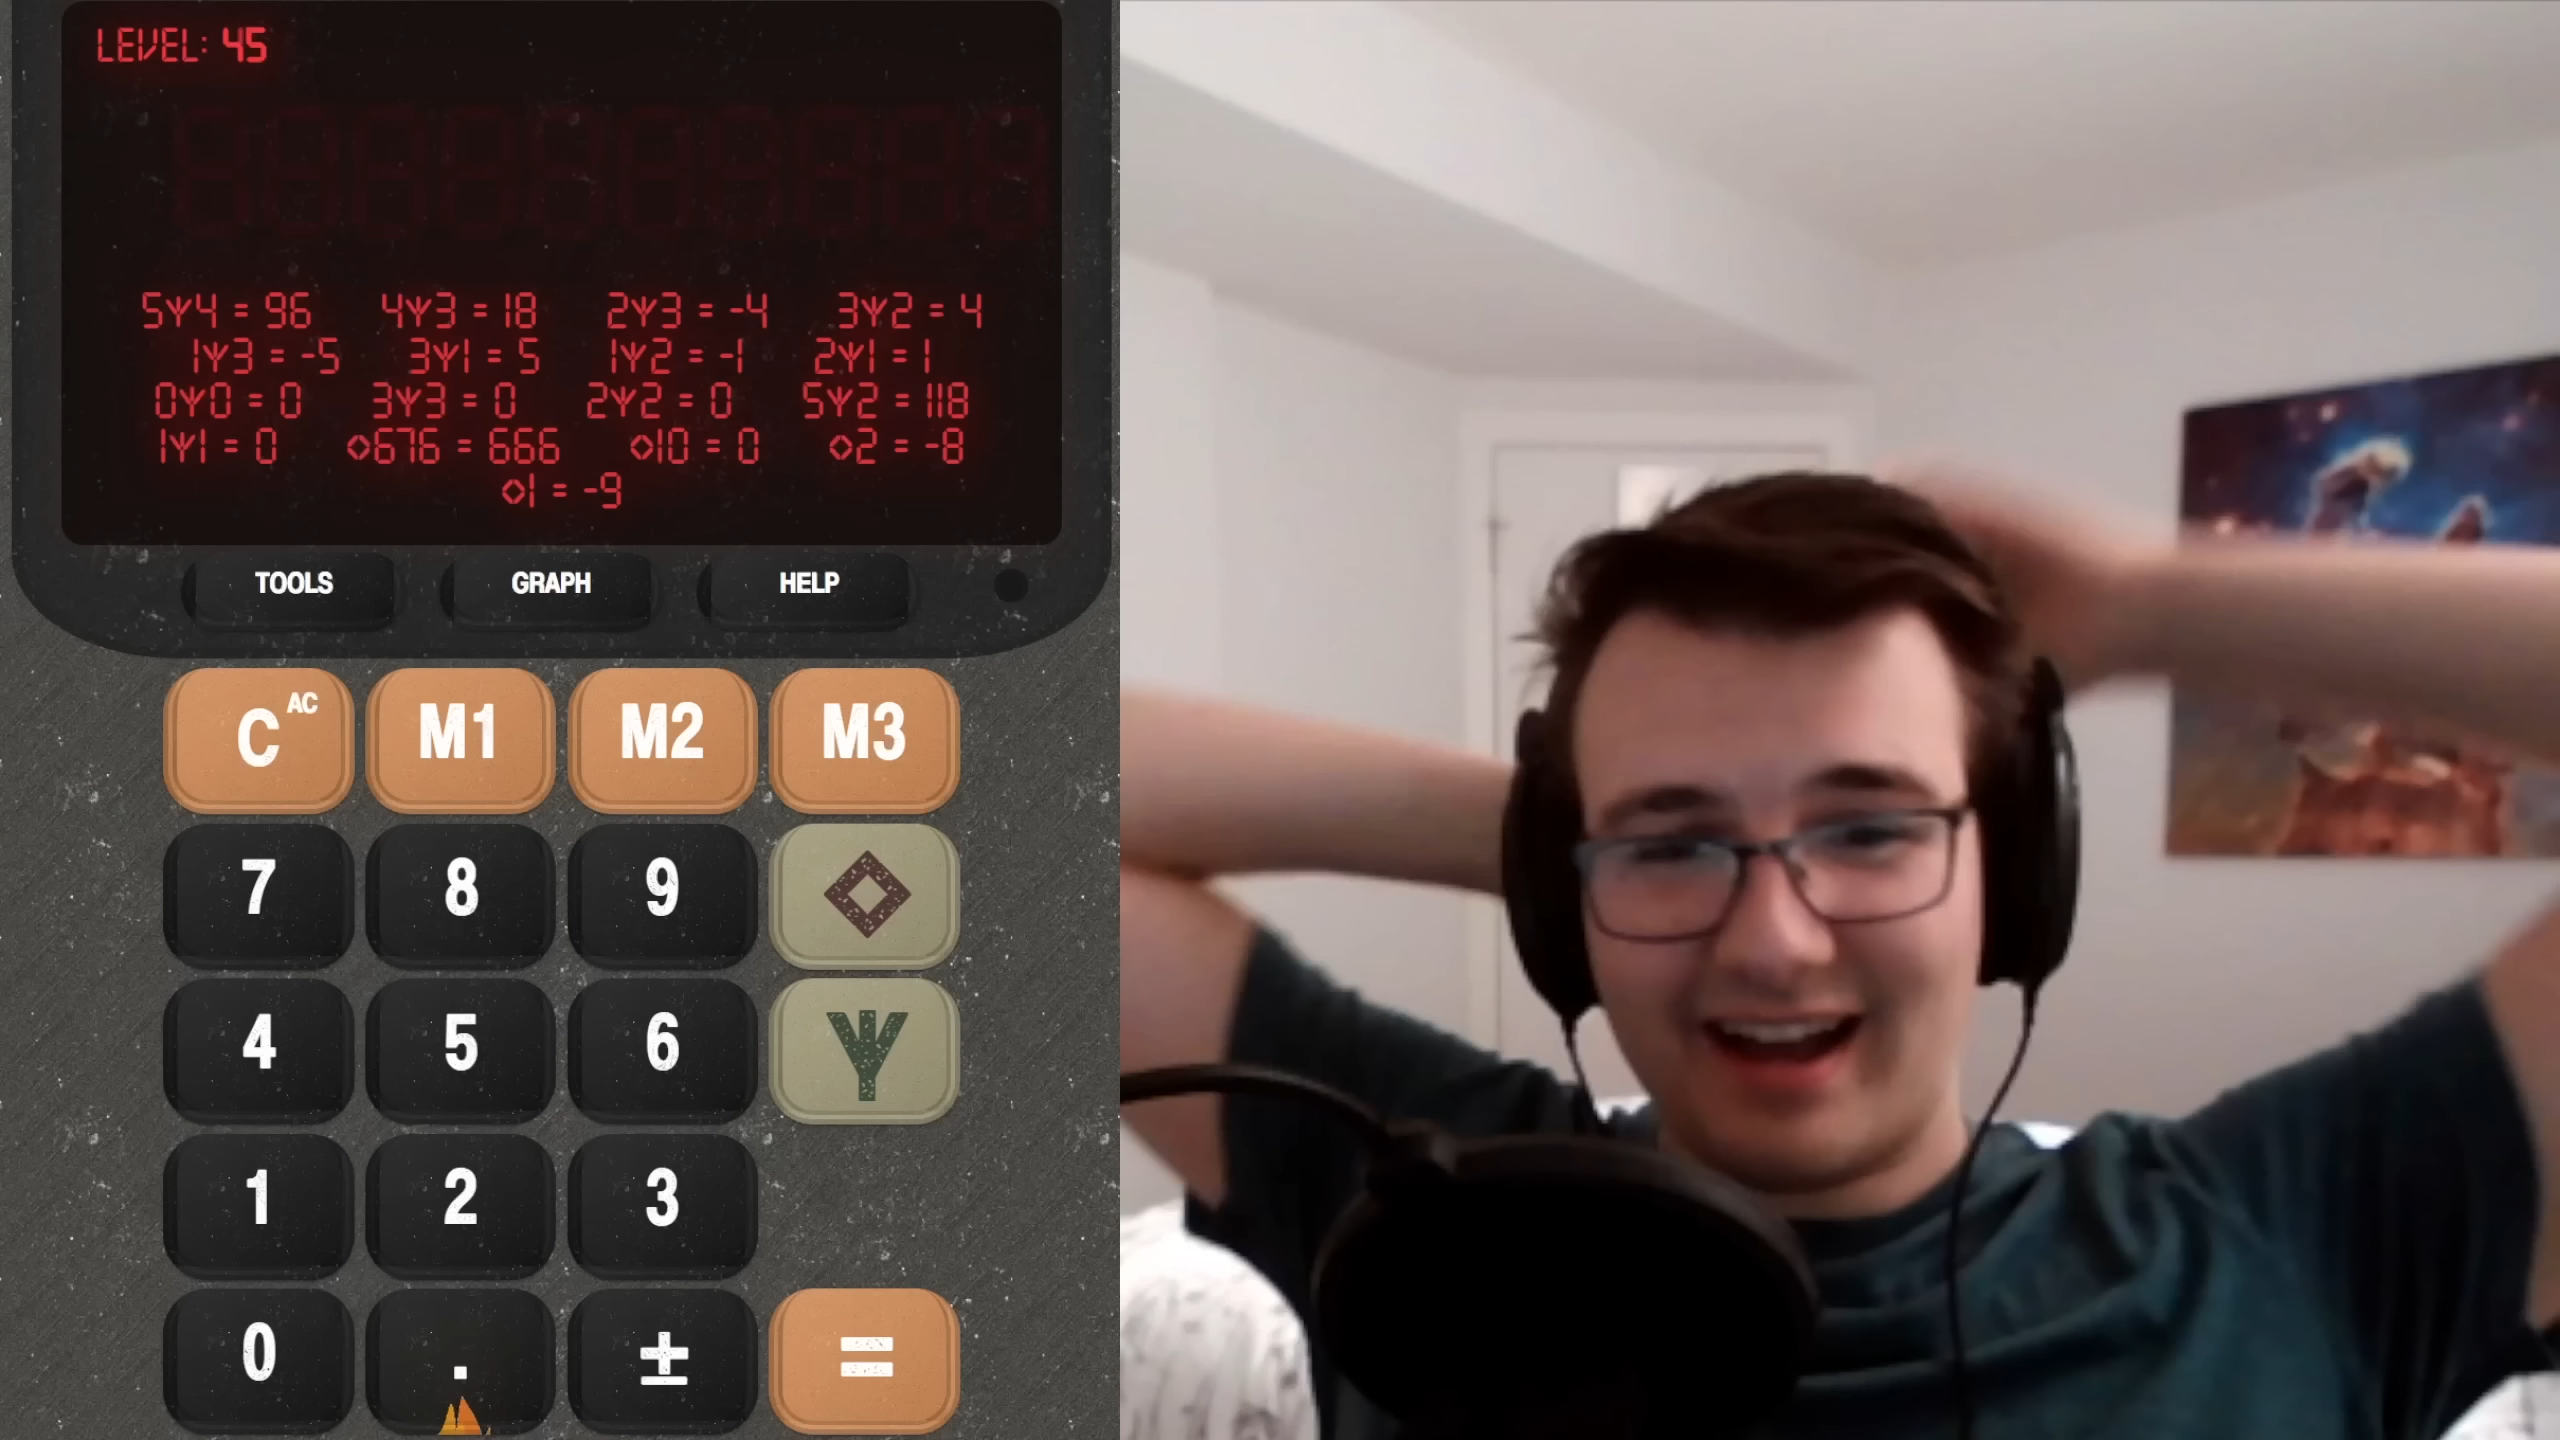 LEVEL: 45
5Ψ4 = 96 4Ψ3 = 18 2Ψ3 = -4 3Ψ2 = 4
1Ψ3 = -5 3Ψ1 = 5 1Ψ2 = -1 2Ψ1 = 1
0Ψ0 = 0 3Ψ3 = 0 2Ψ2 = 0 5Ψ2 = 118
1Ψ1 = 0 ◇676 = 666 ◇10 = 0 ◇2 = -8
◇1 = -9
TOOLS GRAPH HELP
C AC M1 M2 M3
7 8 9 ◇
4 5 6 Ψ
1 2 3
0 . ± =